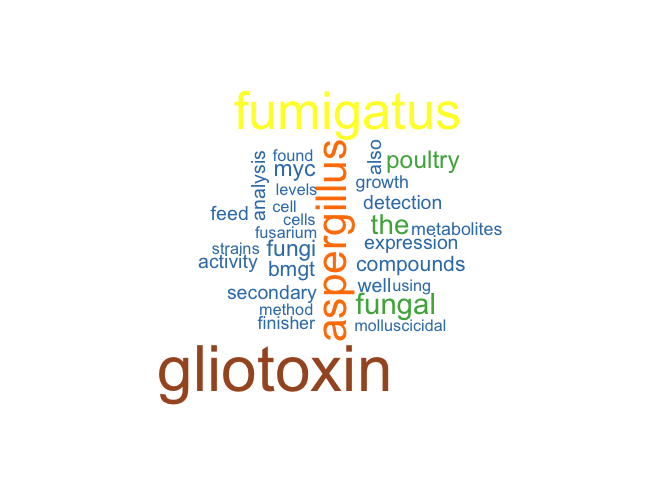 fumigatus
aspergillus
also
found
analysis
myc
poultry
levels
growth
cell
detection
feed
cells
the
metabolites
fusarium
strains
fungi
expression
activity
bmgt
compounds
well
using
secondary
fungal
method
finisher
molluscicidal
gliotoxin